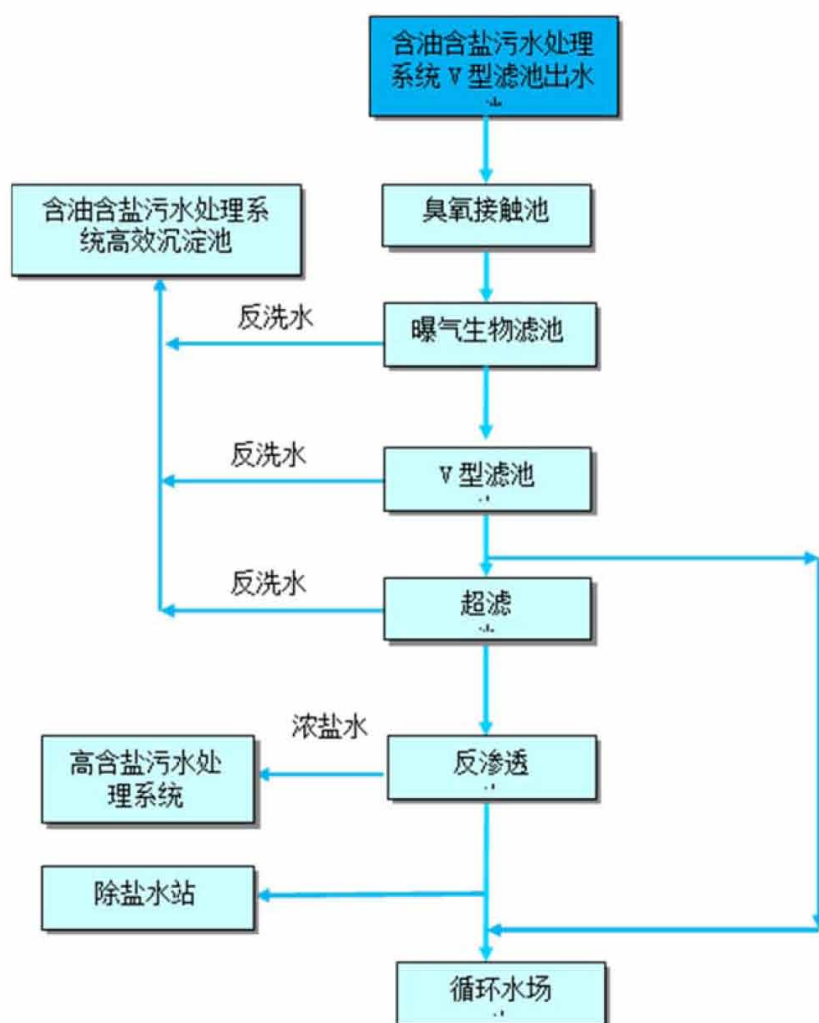 含油含盐污水处理
系统V型滤池出水
臭氧接触池
含油含盐污水处理系
统高效沉淀池
反洗水
曝气生物滤池
反洗水
V型滤池
反洗水
超滤
浓盐水
反渗透
高含盐污水处
理系统
除盐水站
循环水场